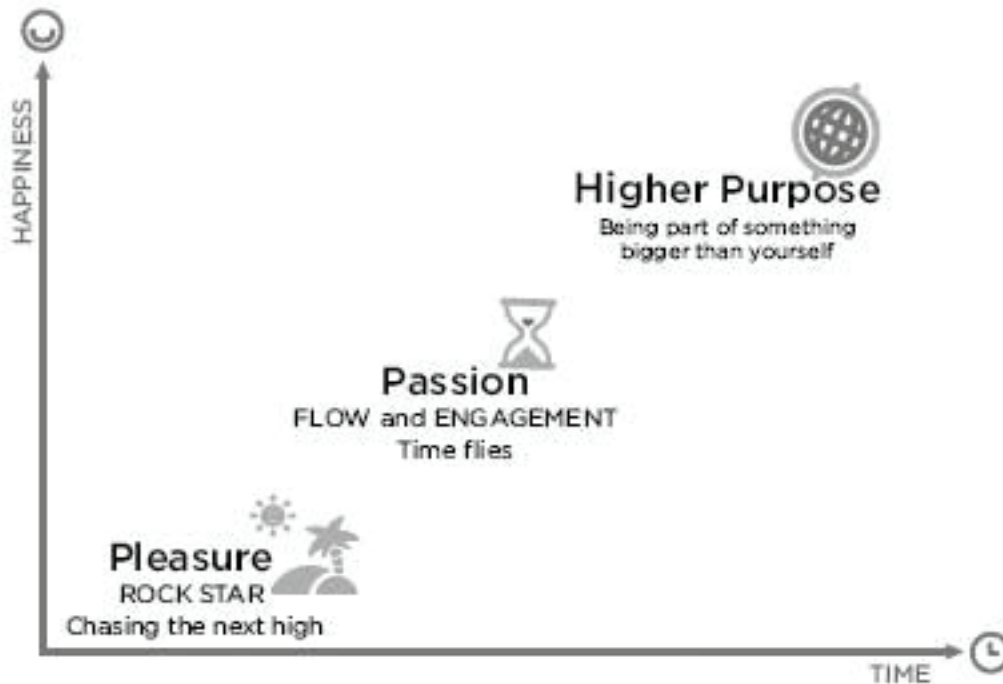 HAPPINESS
Higher Purpose
Being part of something
bigger than yourself
Passion
FLOW and ENGAGEMENT
Time flies
Pleasure
ROCK STAR
Chasing the next high
TIME